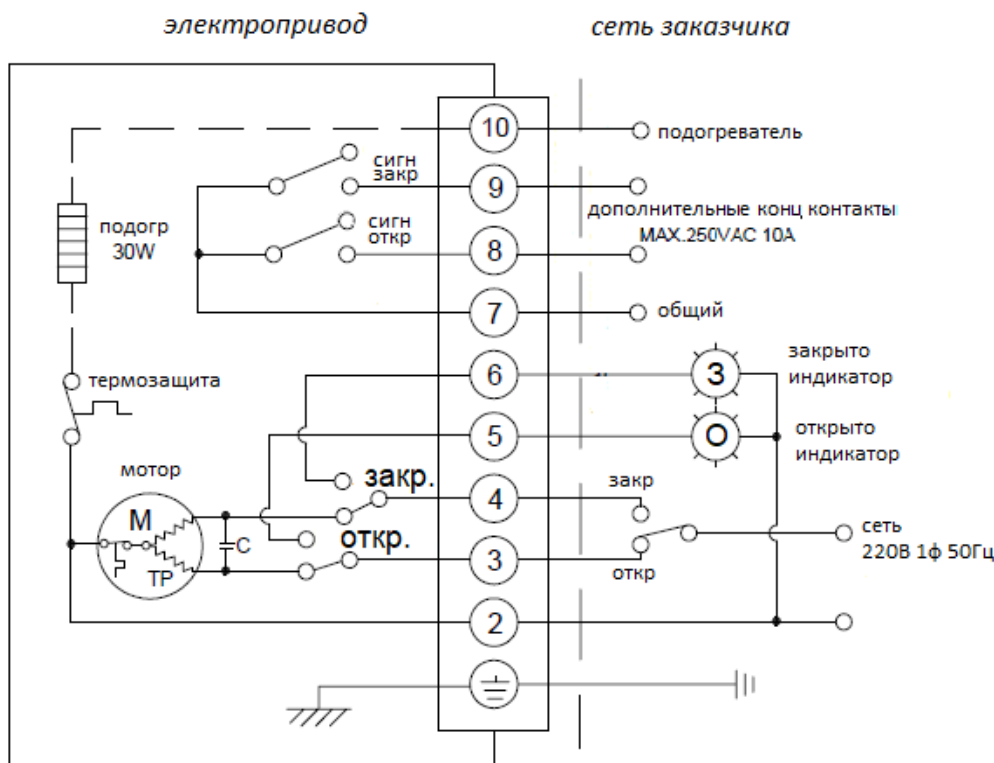 электропривод
сеть заказчика
10
подогреватель
сигн
закр
9
дополнительные конц контакты
MAX.250VAC 10A
подогр
30W
сигн
откр
8
7
общий
6
З
закрыто
индикатор
термозащита
5
О
открыто
индикатор
мотор
закр.
4
закр
M
C
откр.
3
сеть
220В 1ф 50Гц
TP
откр
2